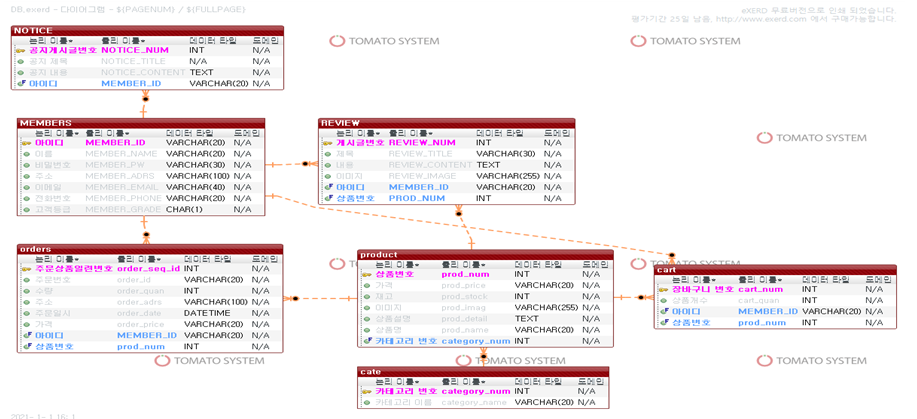 DB.exerd - 다이어그램 - ${PAGENUM} / ${FULLPAGE}
eXERD 무료버전으로 인쇄 되었습니다.
평가기간 25일 남음, http://www.exerd.com 에서 구매가능합니다.
TOMATO SYSTEM
TOMATO SYSTEM
NOTICE
논리 이름 물리 이름 데이터 타입 도메인
공지게시글번호 NOTICE_NUM INT N/A
공지 제목 NOTICE_TITLE N/A N/A
공지 내용 NOTICE_CONTENT TEXT N/A
아이디 MEMBER_ID VARCHAR(20) N/A
TOMATO SYSTEM
MEMBERS
논리 이름 물리 이름 데이터 타입 도메인
아이디 MEMBER_ID VARCHAR(20) N/A
이름 MEMBER_NAME VARCHAR(20) N/A
비밀번호 MEMBER_PW VARCHAR(30) N/A
주소 MEMBER_ADRS VARCHAR(100) N/A
이메일 MEMBER_EMAIL VARCHAR(40) N/A
전화번호 MEMBER_PHONE VARCHAR(20) N/A
고객등급 MEMBER_GRADE CHAR(1) N/A
REVIEW
논리 이름 물리 이름 데이터 타입 도메인
게시글번호 REVIEW_NUM INT N/A
제목 REVIEW_TITLE VARCHAR(30) N/A
내용 REVIEW_CONTENT TEXT N/A
이미지 REVIEW_IMAGE VARCHAR(255) N/A
아이디 MEMBER_ID VARCHAR(20) N/A
상품번호 PROD_NUM INT N/A
orders
논리 이름 물리 이름 데이터 타입 도메인
주문상품일련번호 order_seq_id INT N/A
주문번호 order_id VARCHAR(20) N/A
수량 order_quan INT N/A
주소 order_adrs VARCHAR(100) N/A
주문일시 order_date DATETIME N/A
가격 order_price VARCHAR(20) N/A
아이디 MEMBER_ID VARCHAR(20) N/A
상품번호 prod_num INT N/A
product
논리 이름 물리 이름 데이터 타입 도메인
상품번호 prod_num INT N/A
가격 prod_price VARCHAR(20) N/A
재고 prod_stock INT N/A
이미지 prod_imag VARCHAR(255) N/A
상품설명 prod_detail TEXT N/A
상품명 prod_name VARCHAR(20) N/A
카테고리 번호 category_num INT N/A
cart
논리 이름 물리 이름 데이터 타입 도메인
장바구니 번호 cart_num INT N/A
상품개수 cart_quan INT N/A
아이디 MEMBER_ID VARCHAR(20) N/A
상품번호 prod_num INT N/A
TOMATO SYSTEM
TOMATO SYSTEM
TOMATO SYSTEM
cate
논리 이름 물리 이름 데이터 타입 도메인
카테고리 번호 category_num INT N/A
카테고리 이름 category_name VARCHAR(20) N/A